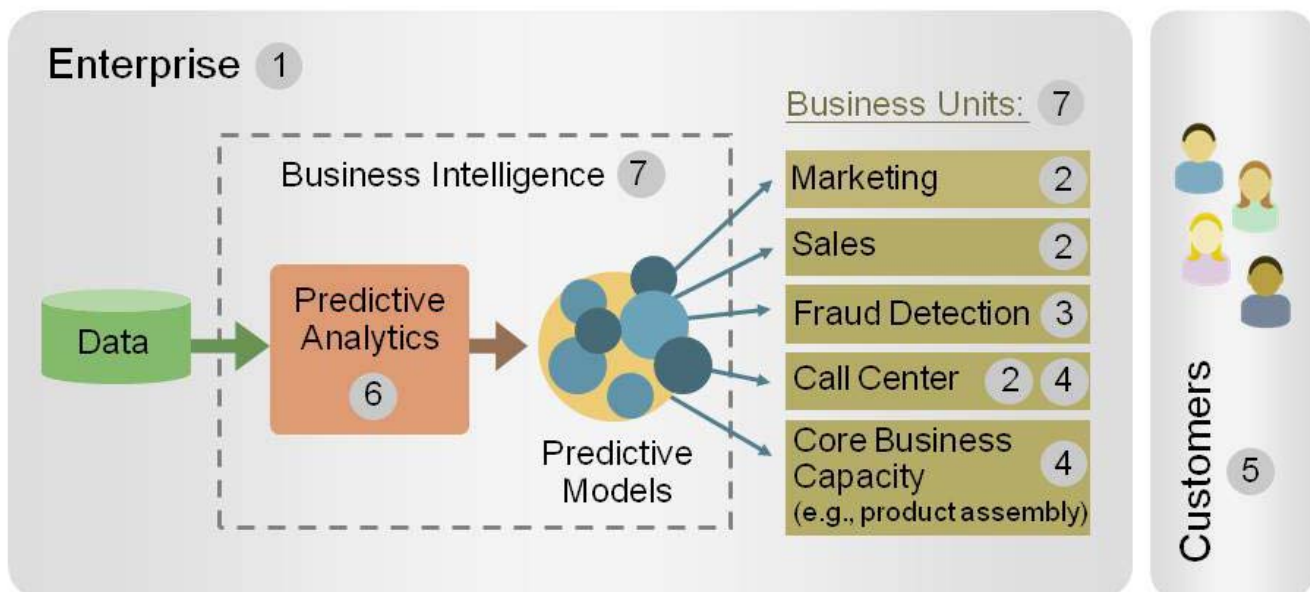 Enterprise 1
Business Units: 7
Business Intelligence 7
Marketing 2
Sales 2
Predictive
Analytics
6
Data
Fraud Detection 3
Call Center 2 4
Core Business
Capacity 4
(e.g., product assembly)
Predictive
Models
Customers 5